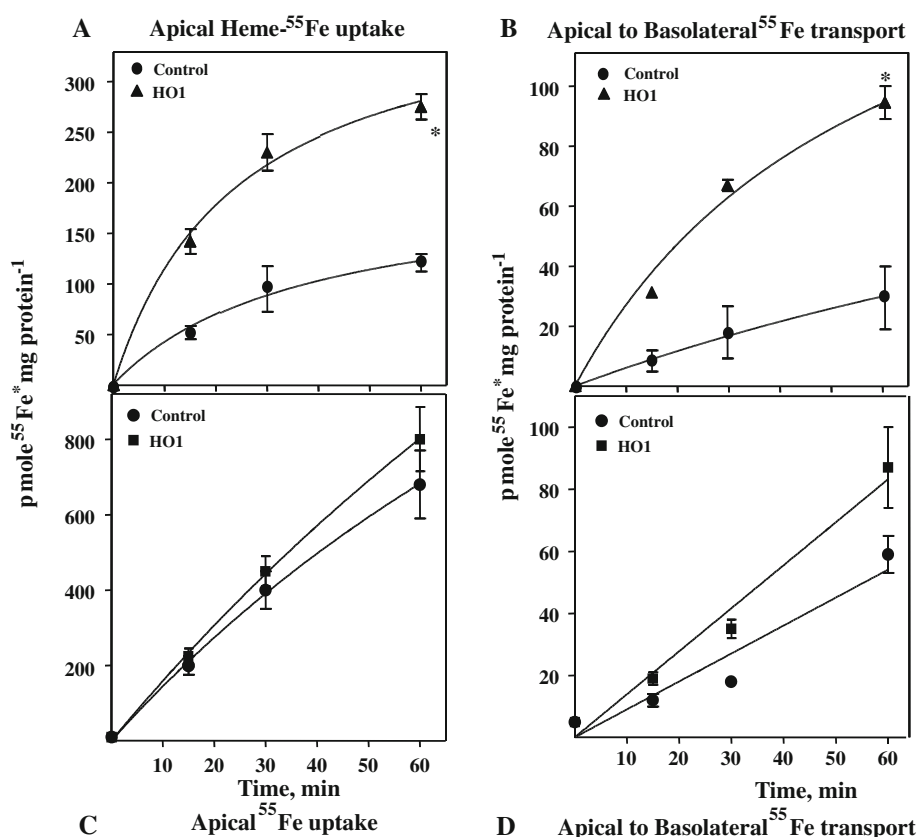 A Apical Heme-⁵⁵Fe uptake
B Apical to Basolateral ⁵⁵Fe transport
Control
HO1
300
250
200
150
100
50
Control
HO1
100
80
60
40
20
*
*
p mole ⁵⁵Fe* mg protein⁻¹
p mole ⁵⁵Fe* mg protein⁻¹
Control
HO1
800
600
400
200
Control
HO1
100
80
60
40
20
10 20 30 40 50 60
Time, min
10 20 30 40 50 60
Time, min
C Apical ⁵⁵Fe uptake
D Apical to Basolateral ⁵⁵Fe transport